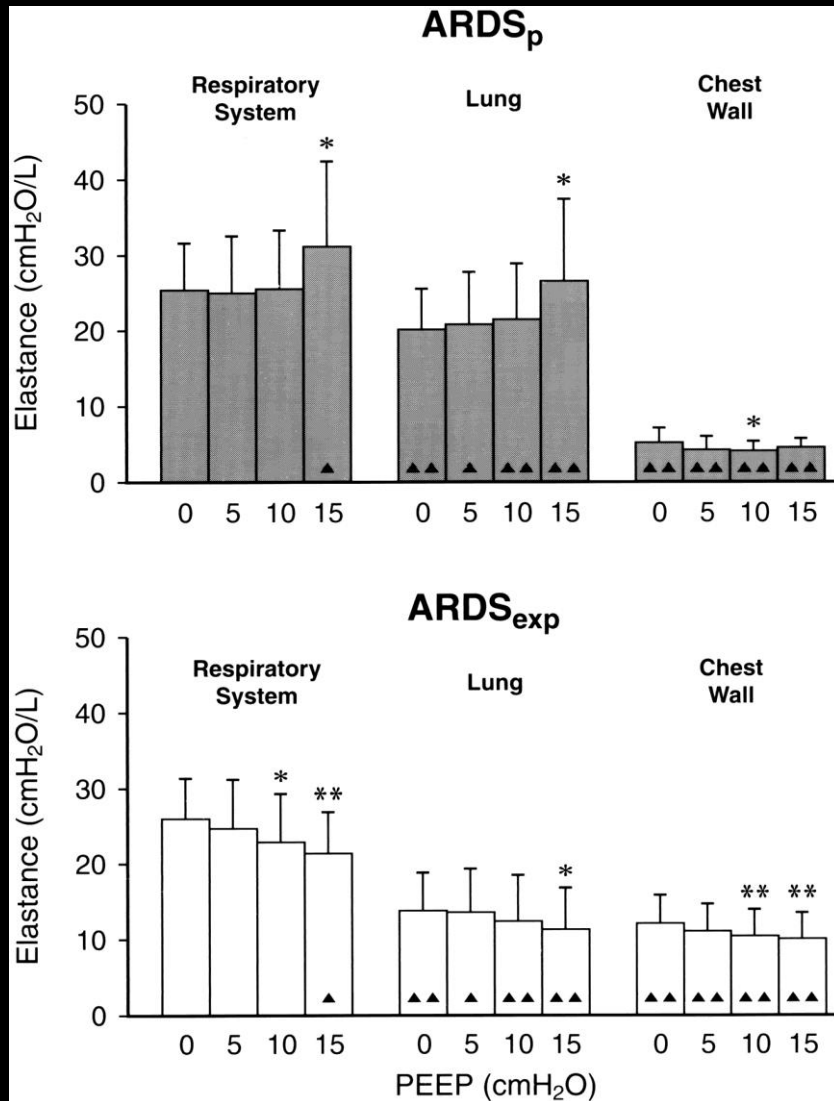 ARDSp
Respiratory System
Lung
Chest Wall
Elastance (cmH2O/L)
50
40
30
20
10
0
*
*
*
▲
▲▲
▲
▲▲
▲▲
▲▲
▲▲
▲▲
▲▲
0 5 10 15
0 5 10 15
0 5 10 15
ARDSexp
Respiratory System
Lung
Chest Wall
Elastance (cmH2O/L)
50
40
30
20
10
0
*
**
*
**
**
▲
▲▲
▲
▲▲
▲▲
▲▲
▲▲
▲▲
▲▲
0 5 10 15
0 5 10 15
0 5 10 15
PEEP (cmH2O)